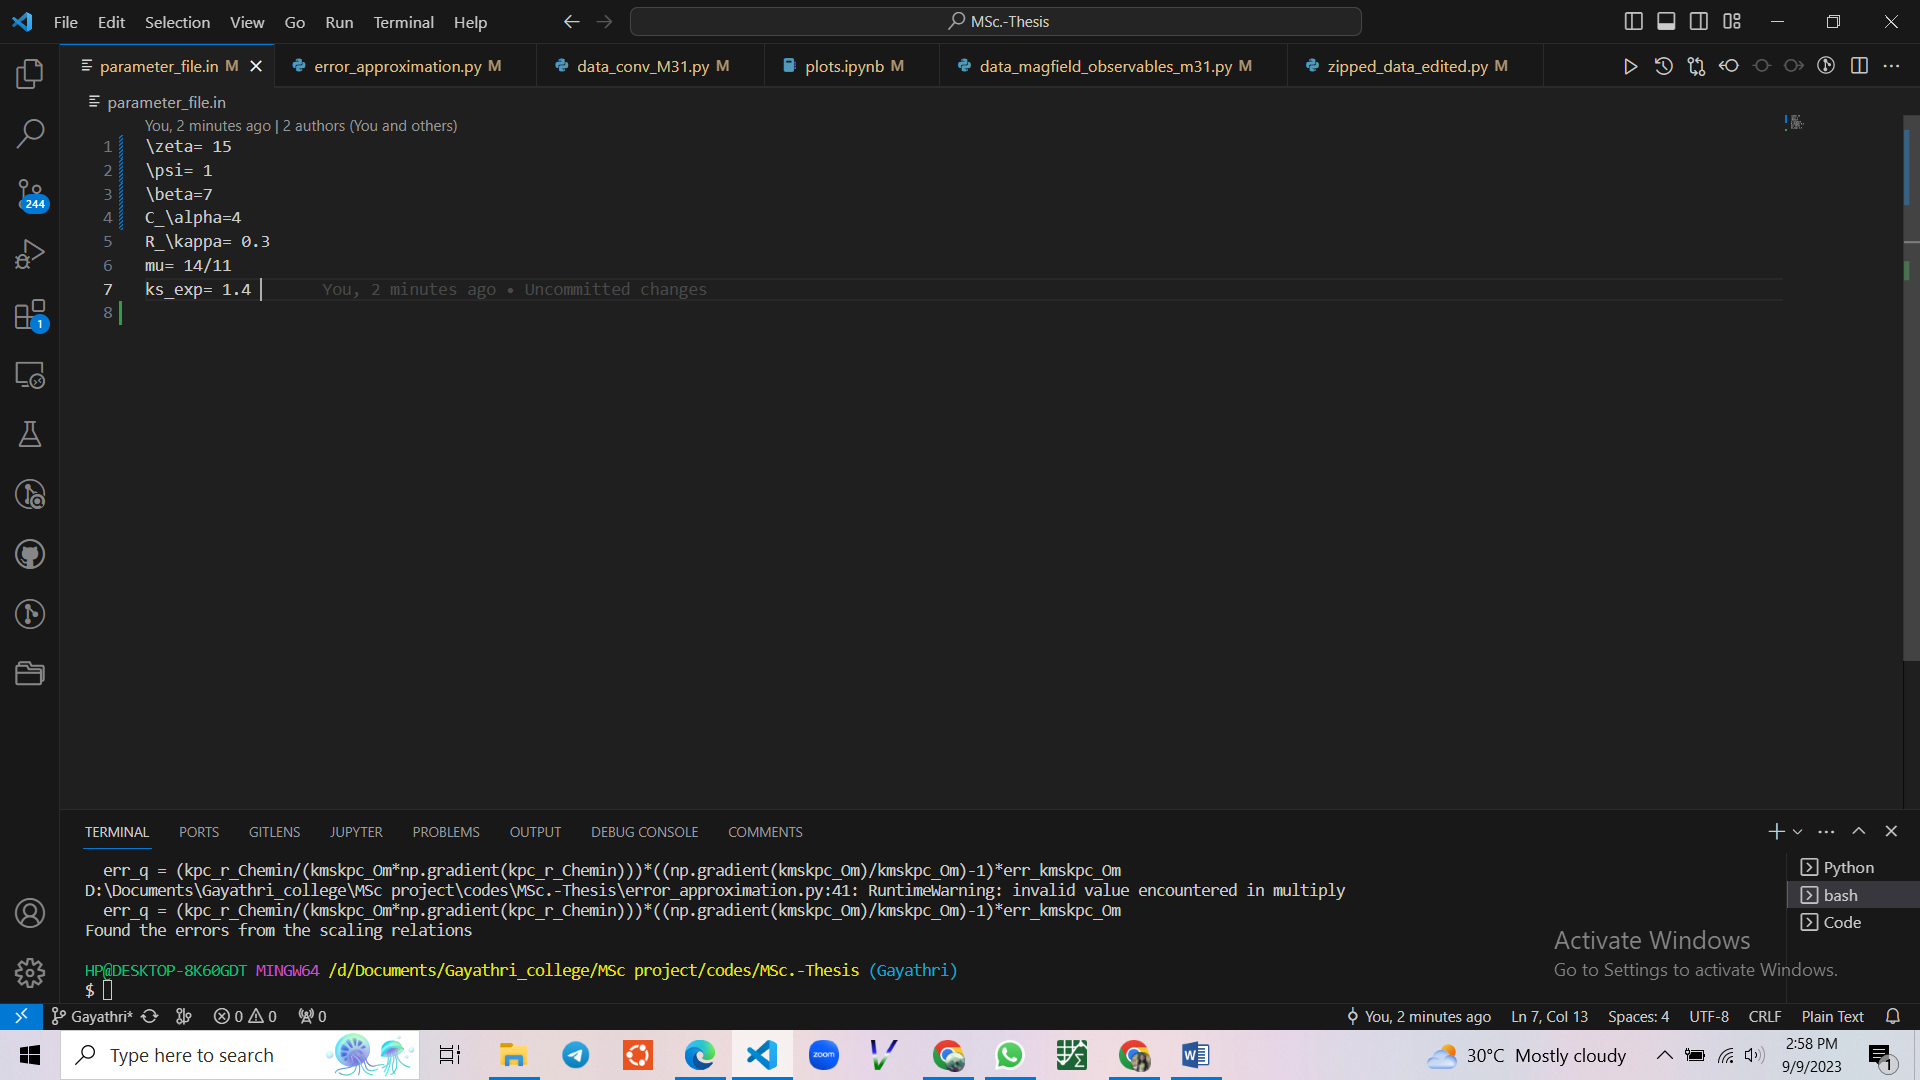 File Edit Selection View Go Run Terminal Help
MSc.-Thesis
parameter_file.in M
error_approximation.py M
data_conv_M31.py M
plots.ipynb M
data_magfield_observables_m31.py M
zipped_data_edited.py M
parameter_file.in
You, 2 minutes ago | 2 authors (You and others)
1 \zeta= 15
2 \psi= 1
3 \beta=7
4 C_\alpha=4
5 R_\kappa= 0.3
6 mu= 14/11
7 ks_exp= 1.4 You, 2 minutes ago • Uncommitted changes
8
244
1
TERMINAL PORTS GITLENS JUPYTER PROBLEMS OUTPUT DEBUG CONSOLE COMMENTS
err_q = (kpc_r_Chemin/(kmskpc_Om*np.gradient(kpc_r_Chemin)))*((np.gradient(kmskpc_Om)/kmskpc_Om)-1)*err_kmskpc_Om
D:\Documents\Gayathri_college\MSc project\codes\MSc.-Thesis\error_approximation.py:41: RuntimeWarning: invalid value encountered in multiply
err_q = (kpc_r_Chemin/(kmskpc_Om*np.gradient(kpc_r_Chemin)))*((np.gradient(kmskpc_Om)/kmskpc_Om)-1)*err_kmskpc_Om
Found the errors from the scaling relations
HP@DESKTOP-8K60GDT MINGW64 /d/Documents/Gayathri_college/MSc project/codes/MSc.-Thesis (Gayathri)
$
Python
bash
Code
Activate Windows
Go to Settings to activate Windows.
Gayathri* 0 0 0
You, 2 minutes ago Ln 7, Col 13 Spaces: 4 UTF-8 CRLF Plain Text
Type here to search
zoom
30°C Mostly cloudy
2:58 PM
9/9/2023
1